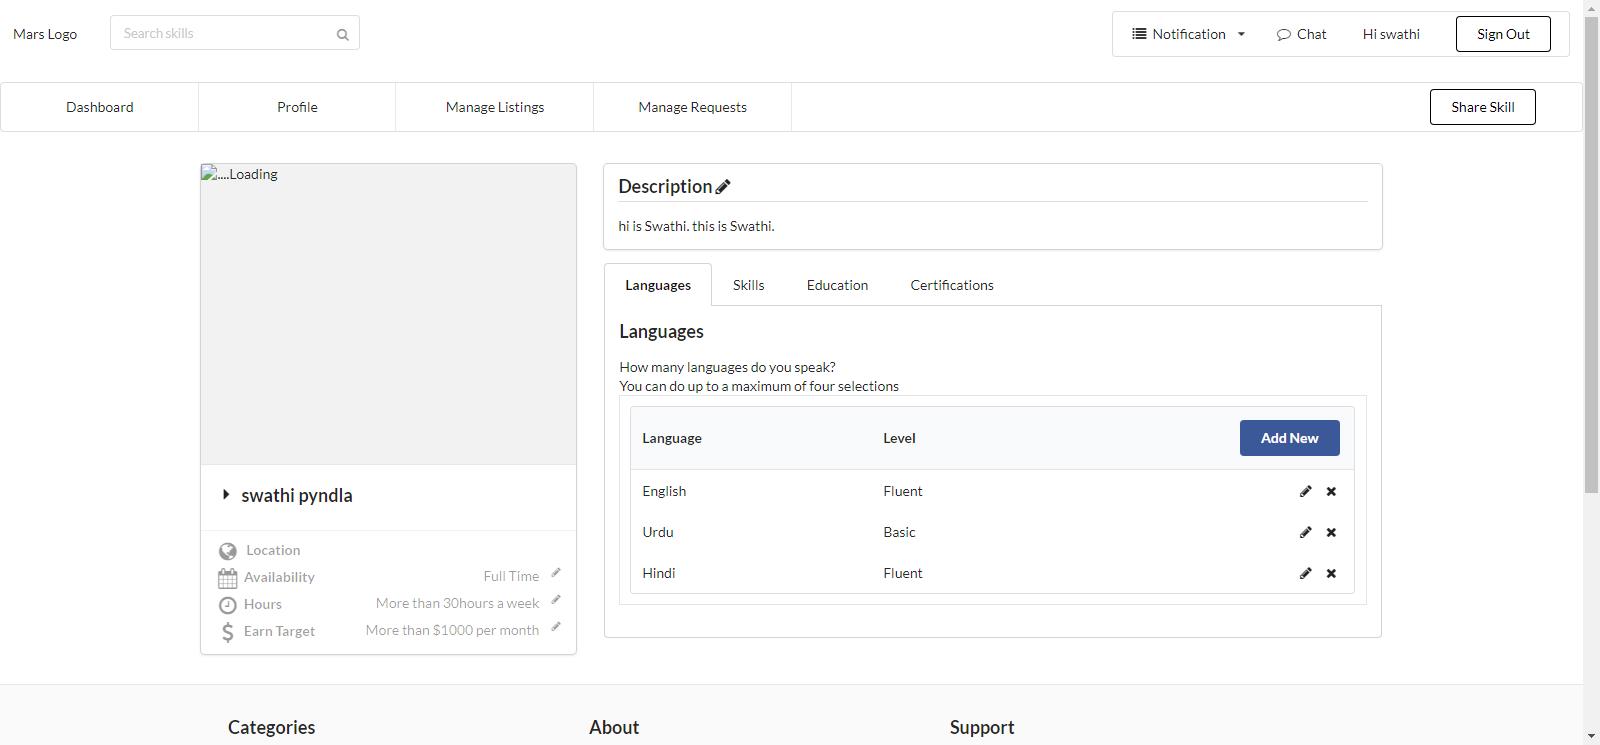 Mars Logo
Search skills
Notification
Chat
Hi swathi
Sign Out
Dashboard
Profile
Manage Listings
Manage Requests
Share Skill
....Loading
swathi pyndla
Location
Availability Full Time
Hours More than 30hours a week
Earn Target More than $1000 per month
Description
hi is Swathi. this is Swathi.
Languages Skills Education Certifications
Languages
How many languages do you speak?
You can do up to a maximum of four selections
Language Level Add New
English Fluent
Urdu Basic
Hindi Fluent
Categories About Support